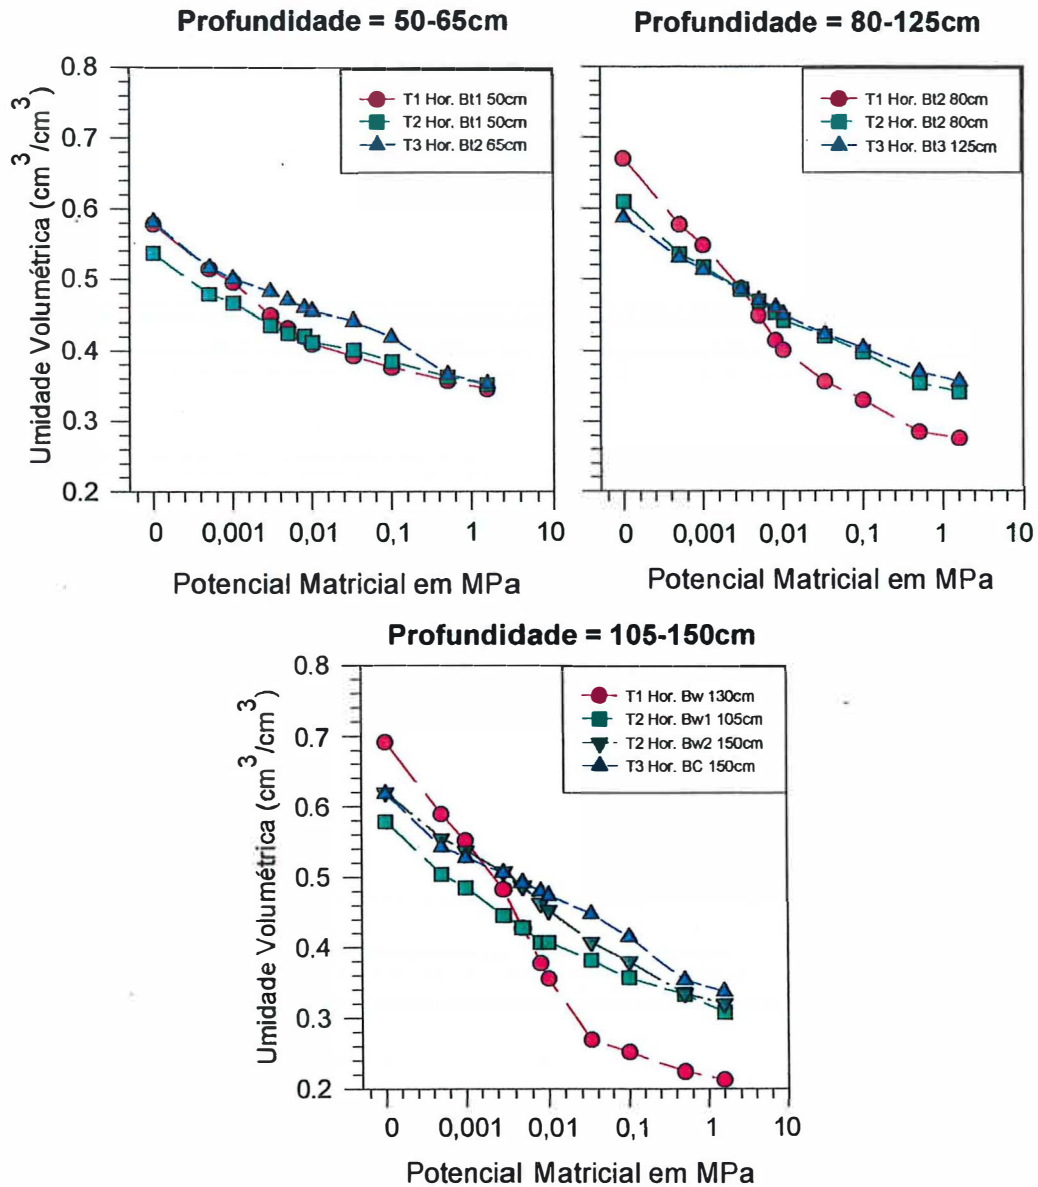 Profundidade = 50-65cm
Umidade Volumétrica (cm³/cm³)
0.8
0.7
0.6
0.5
0.4
0.3
0.2
T1 Hor. Bt1 50cm
T2 Hor. Bt1 50cm
T3 Hor. Bt2 65cm
0 0,001 0,01 0,1 1 10
Potencial Matricial em MPa
Profundidade = 80-125cm
T1 Hor. Bt2 80cm
T2 Hor. Bt2 80cm
T3 Hor. Bt3 125cm
0 0,001 0,01 0,1 1 10
Potencial Matricial em MPa
Profundidade = 105-150cm
Umidade Volumétrica (cm³/cm³)
0.8
0.7
0.6
0.5
0.4
0.3
0.2
T1 Hor. Bw 130cm
T2 Hor. Bw1 105cm
T2 Hor. Bw2 150cm
T3 Hor. BC 150cm
0 0,001 0,01 0,1 1 10
Potencial Matricial em MPa